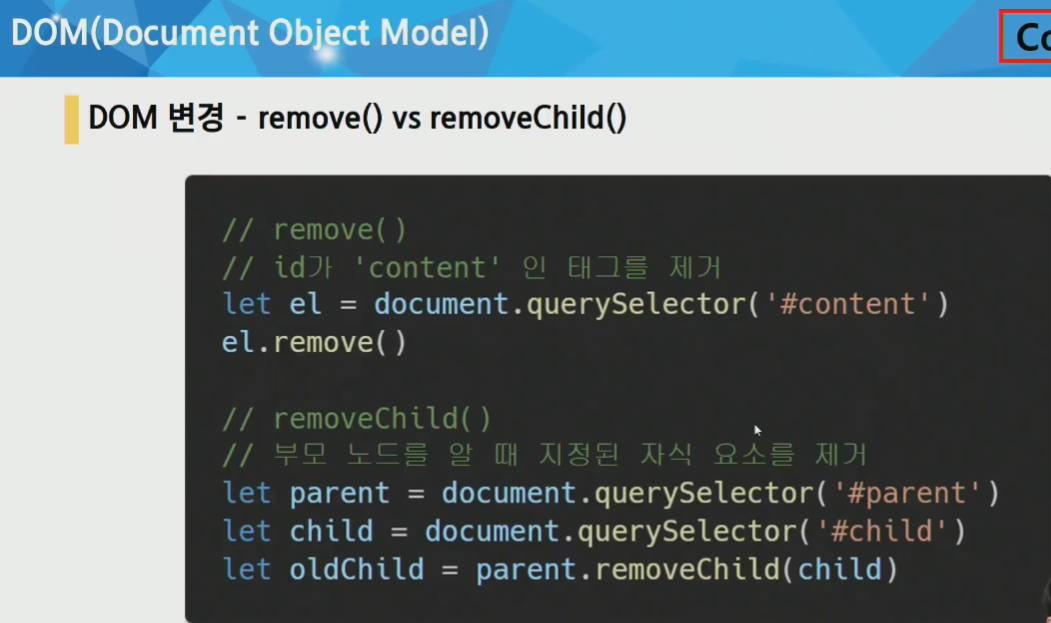 DOM(Document Object Model)
Co
DOM 변경 - remove() vs removeChild()
// remove()
// id가 'content' 인 태그를 제거
let el = document.querySelector('#content')
el.remove()
// removeChild()
// 부모 노드를 알 때 지정된 자식 요소를 제거
let parent = document.querySelector('#parent')
let child = document.querySelector('#child')
let oldChild = parent.removeChild(child)